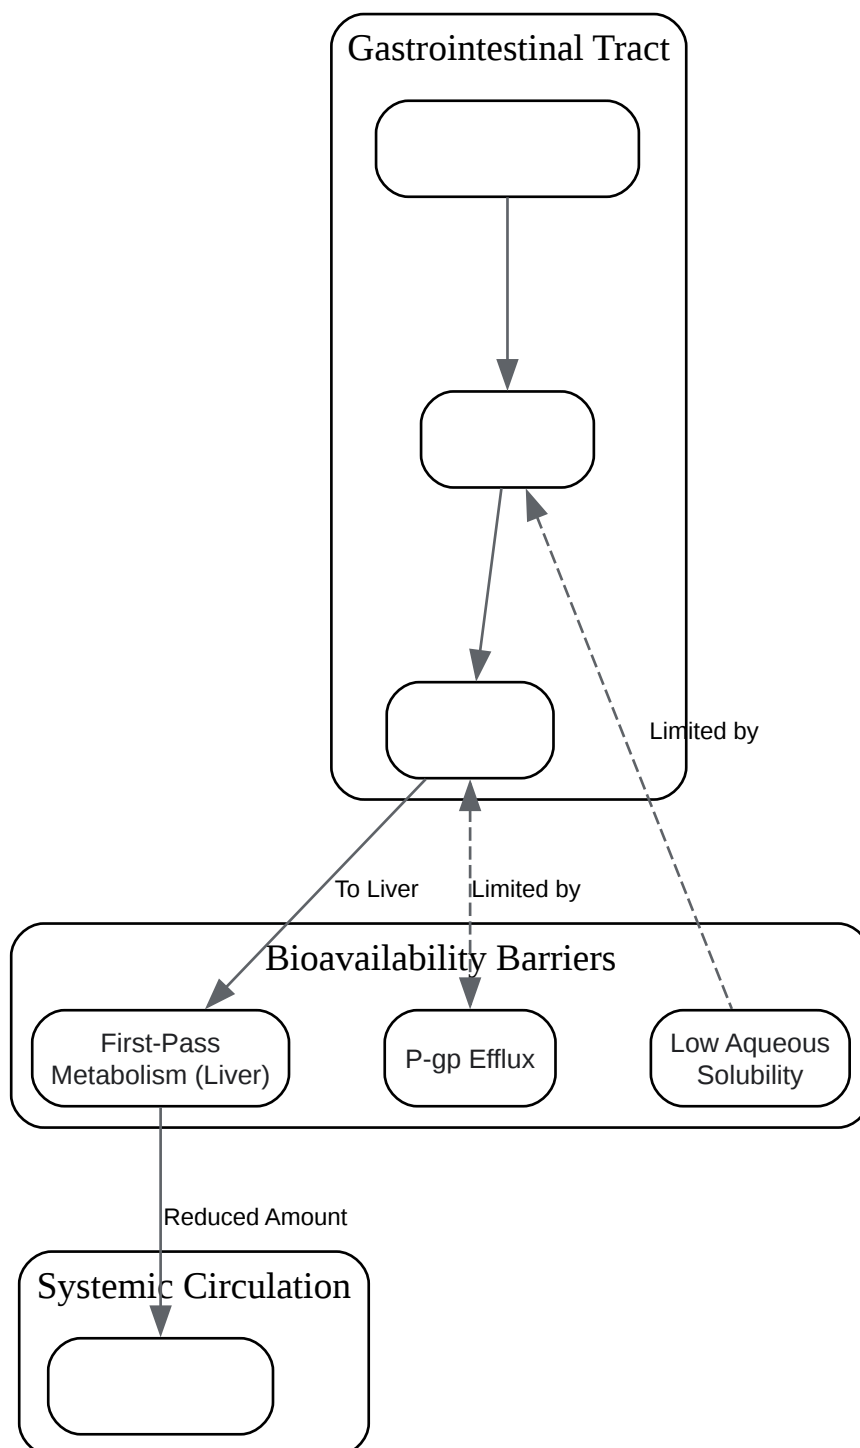 Gastrointestinal Tract
Limited by
To Liver
Limited by
Bioavailability Barriers
First-Pass
Metabolism (Liver)
P-gp Efflux
Low Aqueous
Solubility
Reduced Amount
Systemic Circulation